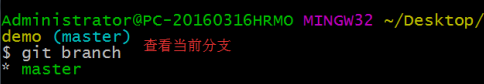 Administrator@PC-20160316HRMO MINGW32 ~/Desktop/
demo (master)
$ git branch 查看当前分支
* master